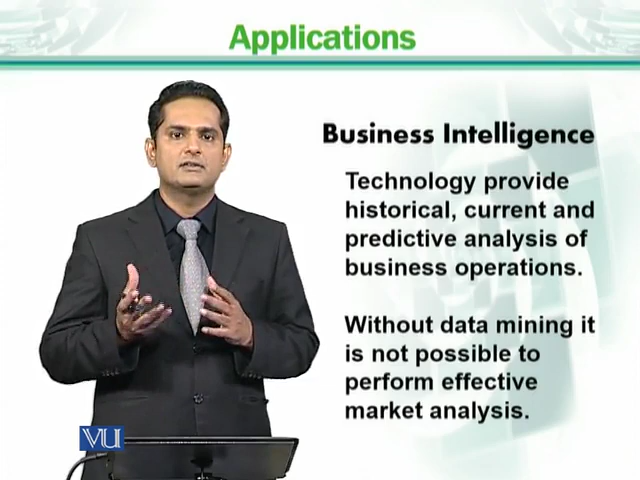 Applications
Business Intelligence
Technology provide
historical, current and
predictive analysis of
business operations.
Without data mining it
is not possible to
perform effective
market analysis.
VU